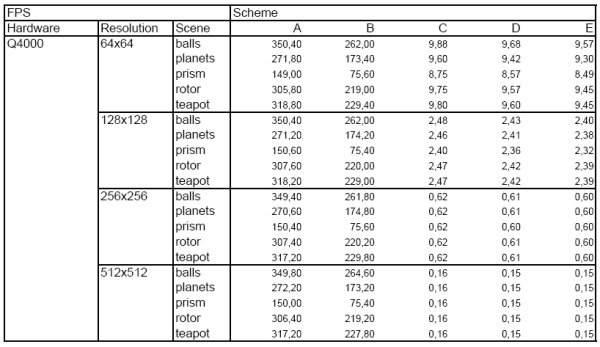 FPS Scheme
Hardware Resolution Scene A B C D E
Q4000 64x64 balls 350,40 262,00 9,88 9,68 9,57
planets 271,80 173,40 9,60 9,42 9,30
prism 149,00 75,60 8,75 8,57 8,49
rotor 305,80 219,00 9,75 9,57 9,45
teapot 318,80 229,40 9,80 9,60 9,45
128x128 balls 350,40 262,00 2,48 2,43 2,40
planets 271,20 174,20 2,46 2,41 2,38
prism 150,60 75,40 2,40 2,36 2,32
rotor 307,60 220,00 2,47 2,42 2,39
teapot 318,20 229,00 2,47 2,42 2,39
256x256 balls 349,40 261,80 0,62 0,61 0,60
planets 270,60 174,80 0,62 0,61 0,60
prism 150,40 75,60 0,62 0,60 0,60
rotor 307,40 220,20 0,62 0,61 0,60
teapot 317,20 229,80 0,62 0,61 0,60
512x512 balls 349,80 264,60 0,16 0,15 0,15
planets 272,20 173,20 0,16 0,15 0,15
prism 150,00 75,40 0,16 0,15 0,15
rotor 306,40 219,20 0,16 0,15 0,15
teapot 317,20 227,80 0,16 0,15 0,15